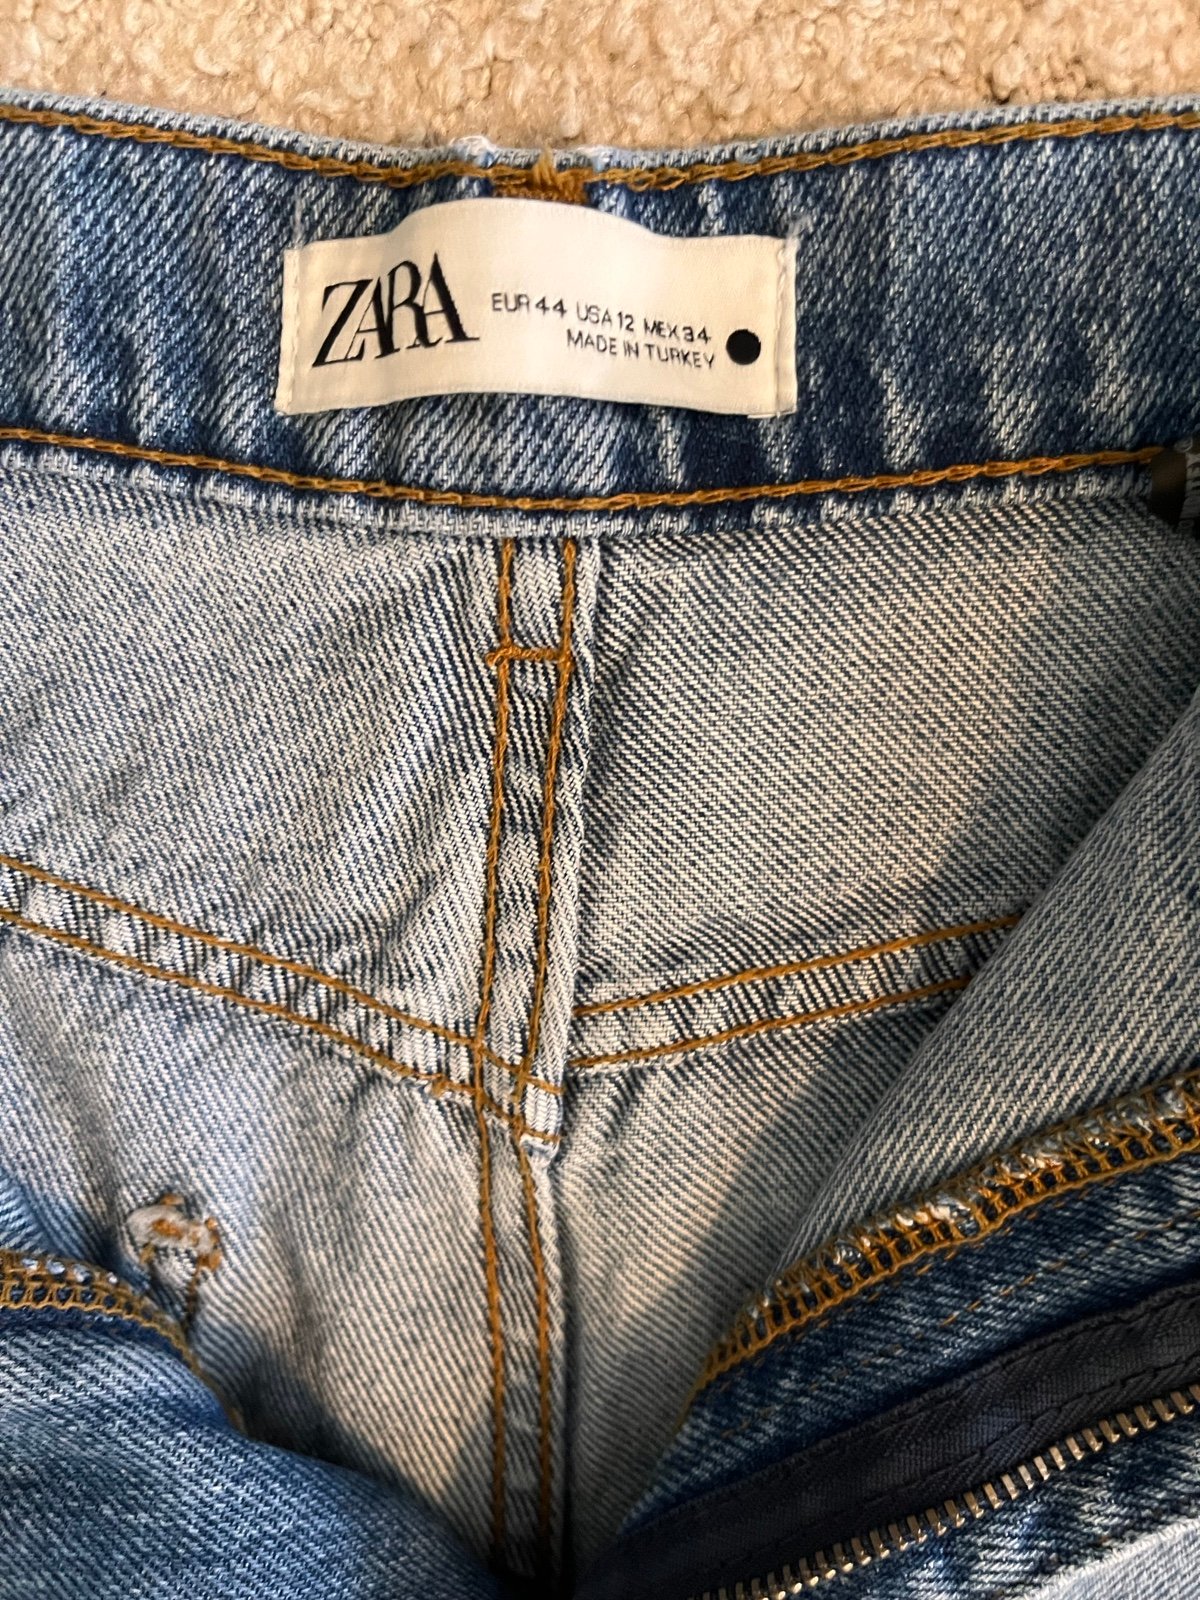 ZARA
EUR 44 USA 12 MEX 34
MADE IN TURKEY